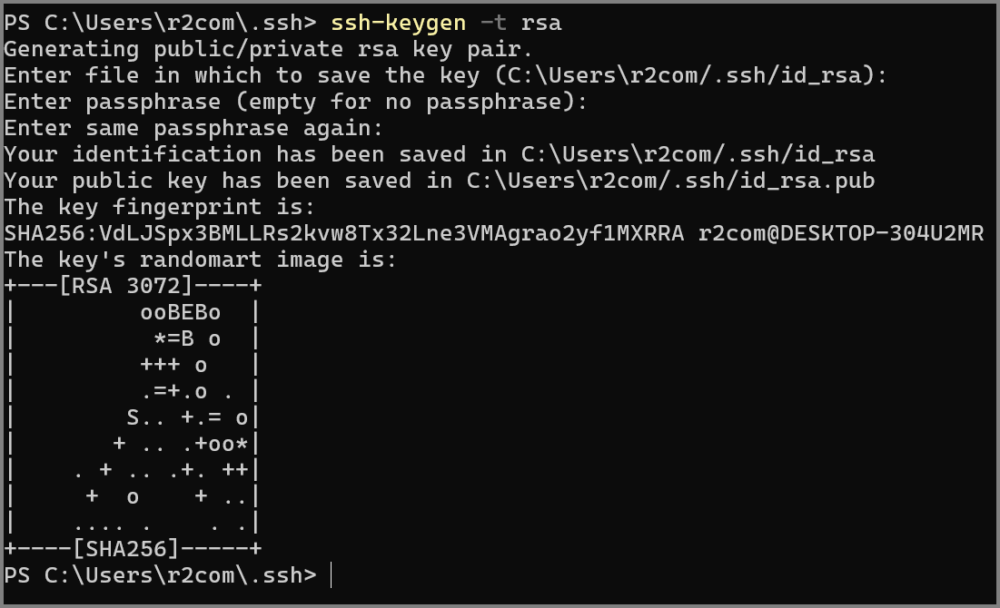 PS C:\Users\r2com\.ssh> ssh-keygen -t rsa
Generating public/private rsa key pair.
Enter file in which to save the key (C:\Users\r2com/.ssh/id_rsa):
Enter passphrase (empty for no passphrase):
Enter same passphrase again:
Your identification has been saved in C:\Users\r2com/.ssh/id_rsa
Your public key has been saved in C:\Users\r2com/.ssh/id_rsa.pub
The key fingerprint is:
SHA256:VdLJSpx3BMLLRs2kvw8Tx32Lne3VMAgrao2yf1MXRRA r2com@DESKTOP-304U2MR
The key's randomart image is:
+---[RSA 3072]----+
|         ooBEBo  |
|          *=B o  |
|         +++ o   |
|         .=+.o . |
|        S.. +.= o|
|       + .. .+oo*|
|    . + .. .+. ++|
|     +  o    + ..|
|    .... .    . .|
+----[SHA256]-----+
PS C:\Users\r2com\.ssh>